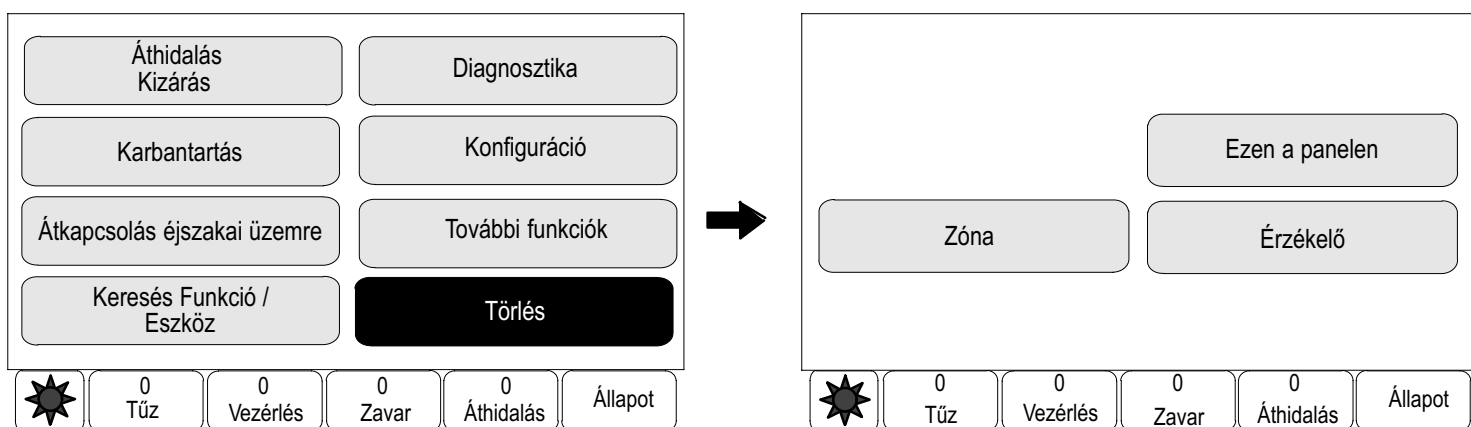 Áthidalás
Kizárás
Diagnosztika
Karbantartás
Konfiguráció
Átkapcsolás éjszakai üzemre
További funkciók
Keresés Funkció /
Eszköz
Törlés
0
Tűz
0
Vezérlés
0
Zavar
0
Áthidalás
Állapot
Ezen a panelen
Zóna
Érzékelő
0
Tűz
0
Vezérlés
0
Zavar
0
Áthidalás
Állapot